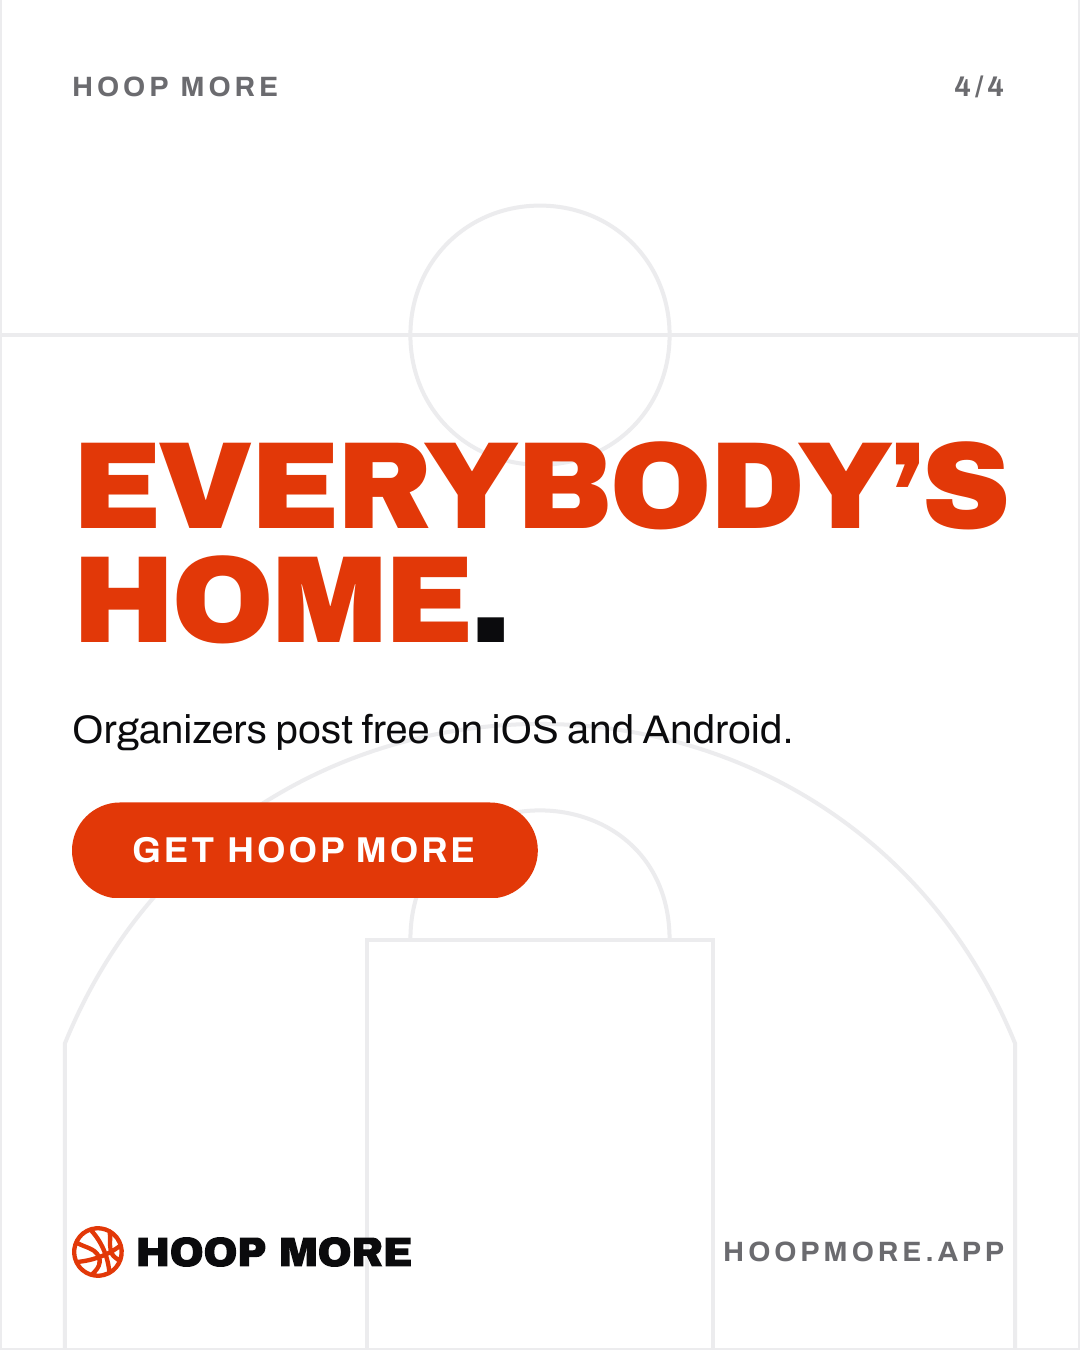 HOOP MORE
4/4
EVERYBODY’S
HOME.
Organizers post free on iOS and Android.
GET HOOP MORE
HOOP MORE
HOOPMORE.APP